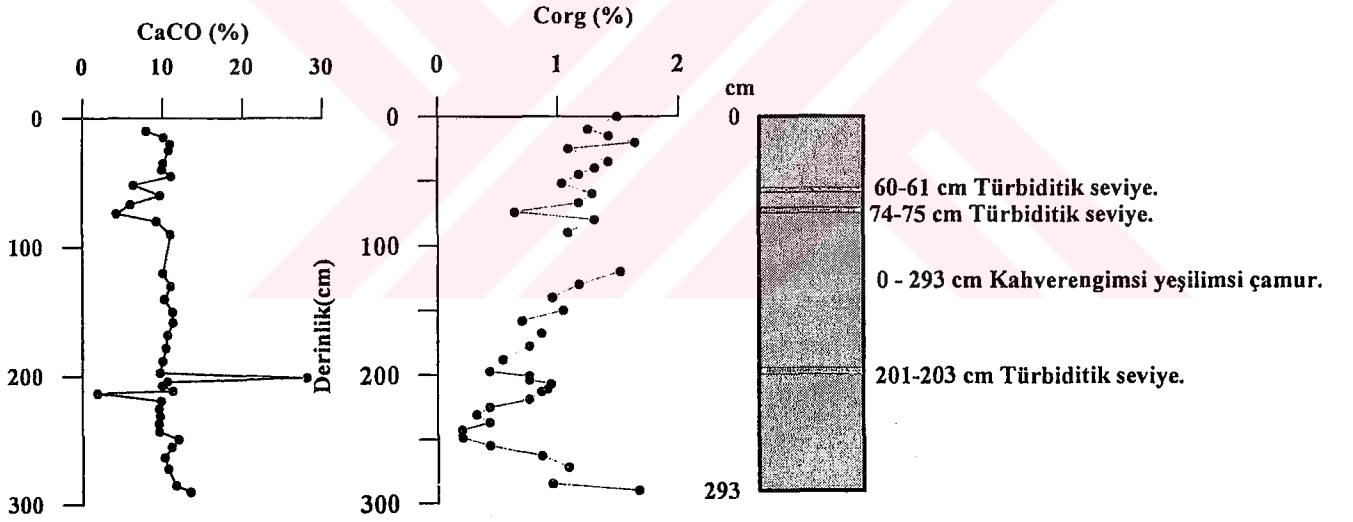 CaCO (%)
0 10 20 30
0
100
200
300
Derinlik(cm)
Corg (%)
0 1 2
0
100
200
300
cm
0
293
60-61 cm Türbiditik seviye.
74-75 cm Türbiditik seviye.
0 - 293 cm Kahverengimsi yeşilimsi çamur.
201-203 cm Türbiditik seviye.